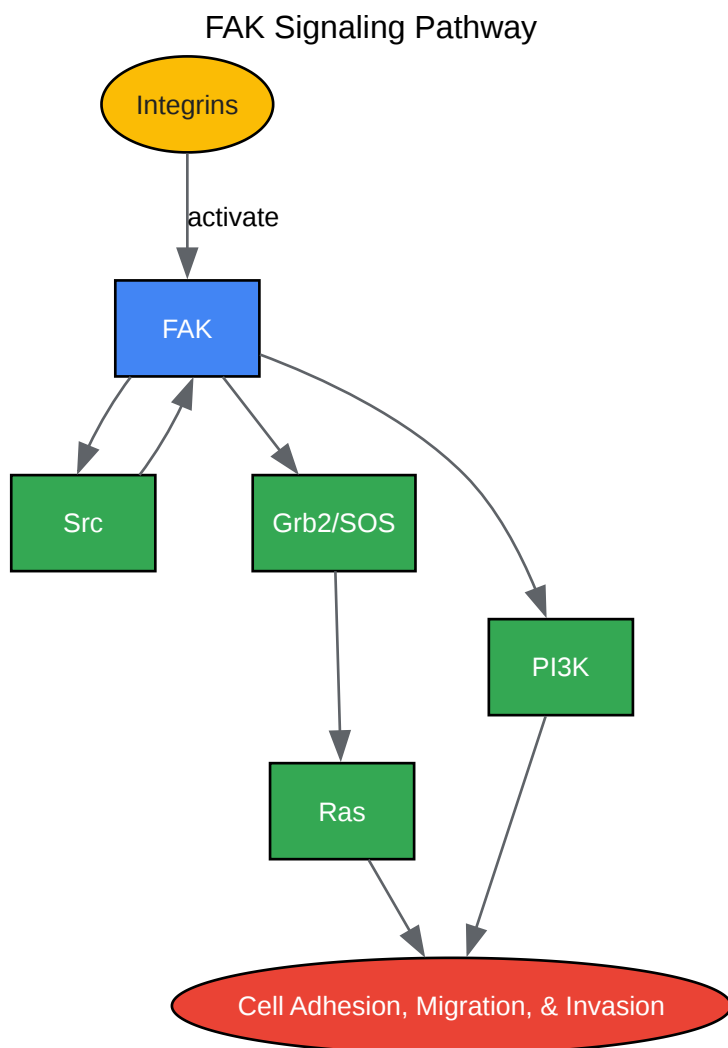 FAK Signaling Pathway
Integrins
activate
FAK
Src
Grb2/SOS
PI3K
Ras
Cell Adhesion, Migration, & Invasion